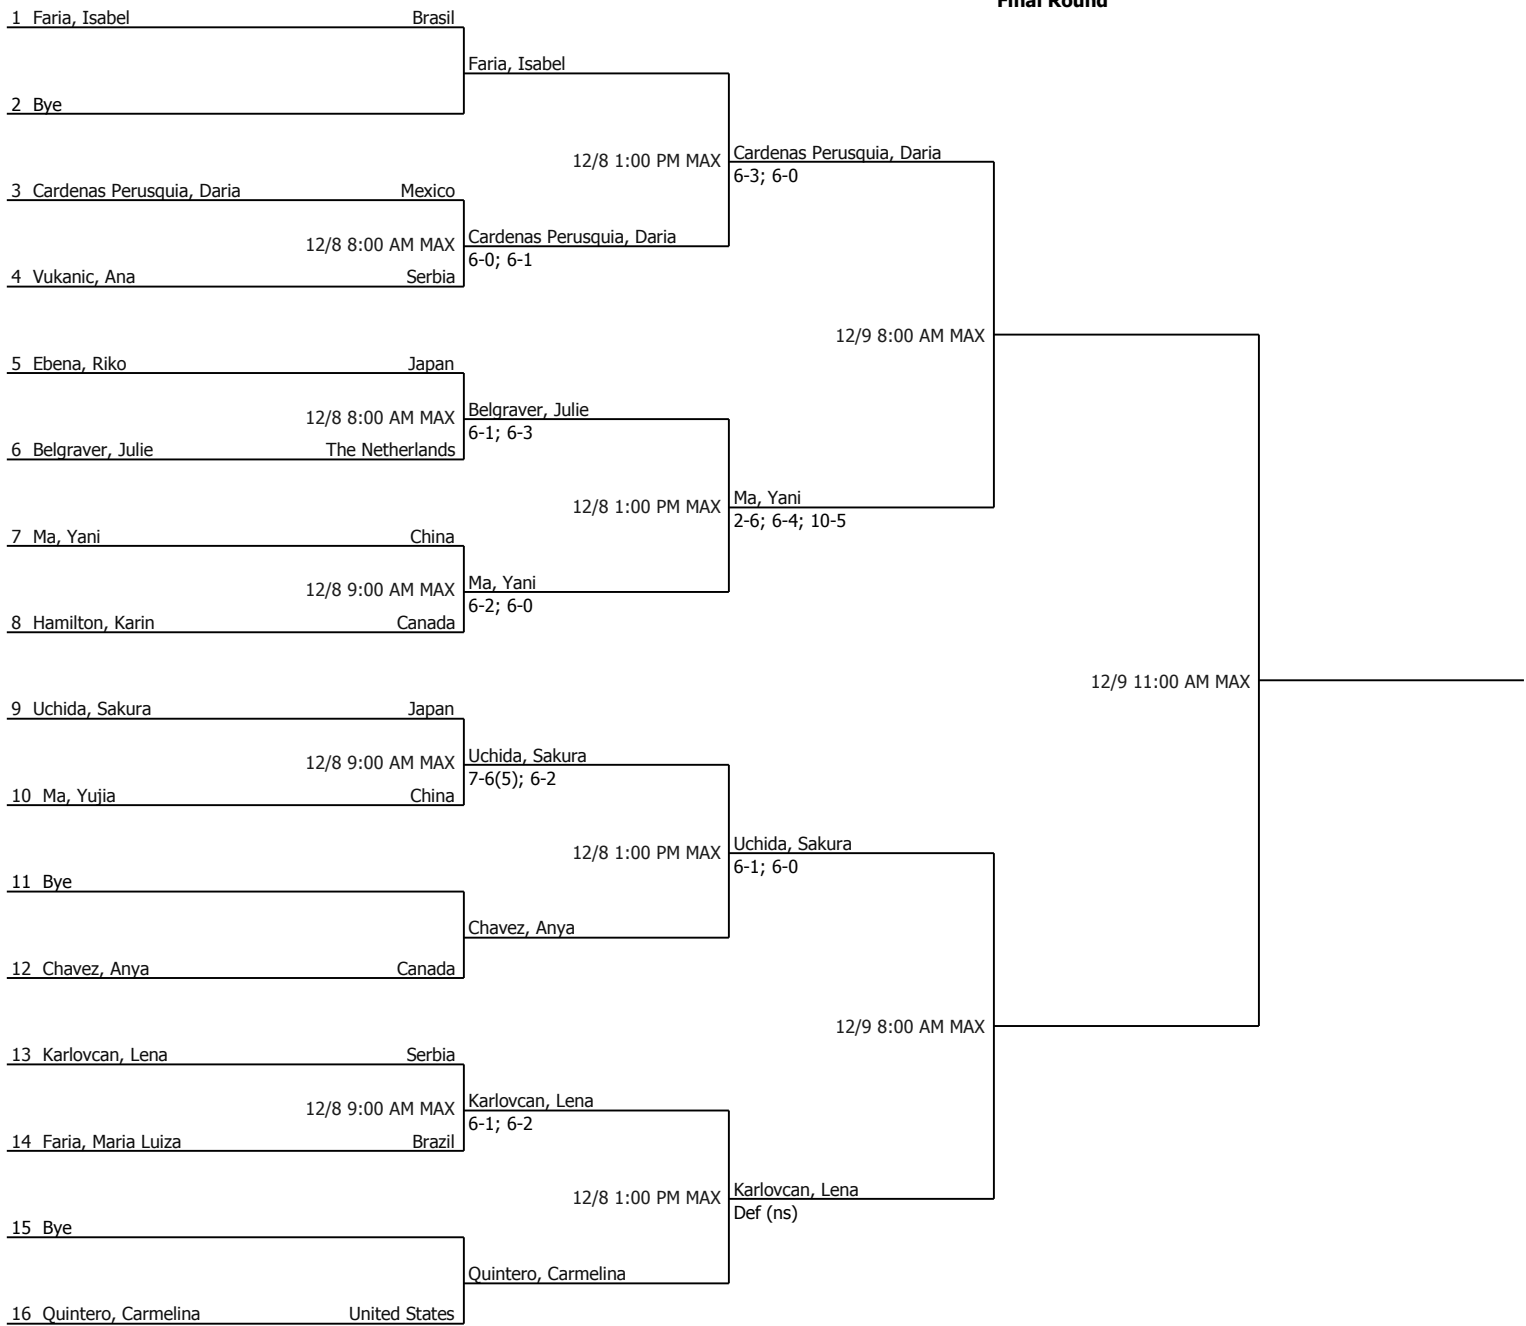 Final Round
1 Faria, Isabel Brasil
Faria, Isabel
2 Bye
12/8 1:00 PM MAX Cardenas Perusquia, Daria
6-3; 6-0
3 Cardenas Perusquia, Daria Mexico
12/8 8:00 AM MAX Cardenas Perusquia, Daria
6-0; 6-1
4 Vukanic, Ana Serbia
12/9 8:00 AM MAX
5 Ebena, Riko Japan
12/8 8:00 AM MAX Belgraver, Julie
6-1; 6-3
6 Belgraver, Julie The Netherlands
12/8 1:00 PM MAX Ma, Yani
2-6; 6-4; 10-5
7 Ma, Yani China
12/8 9:00 AM MAX Ma, Yani
6-2; 6-0
8 Hamilton, Karin Canada
12/9 11:00 AM MAX
9 Uchida, Sakura Japan
12/8 9:00 AM MAX Uchida, Sakura
7-6(5); 6-2
10 Ma, Yujia China
12/8 1:00 PM MAX Uchida, Sakura
6-1; 6-0
11 Bye
Chavez, Anya
12 Chavez, Anya Canada
12/9 8:00 AM MAX
13 Karlovcan, Lena Serbia
12/8 9:00 AM MAX Karlovcan, Lena
6-1; 6-2
14 Faria, Maria Luiza Brazil
12/8 1:00 PM MAX Karlovcan, Lena
Def (ns)
15 Bye
Quintero, Carmelina
16 Quintero, Carmelina United States